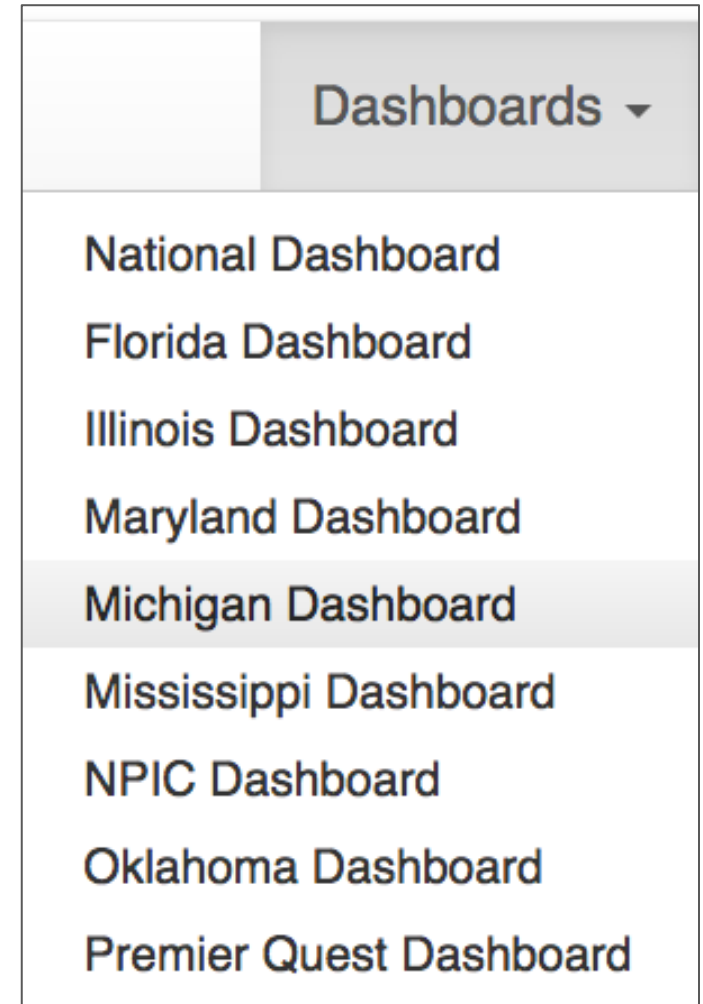 Dashboards
National Dashboard
Florida Dashboard
Illinois Dashboard
Maryland Dashboard
Michigan Dashboard
Mississippi Dashboard
NPIC Dashboard
Oklahoma Dashboard
Premier Quest Dashboard